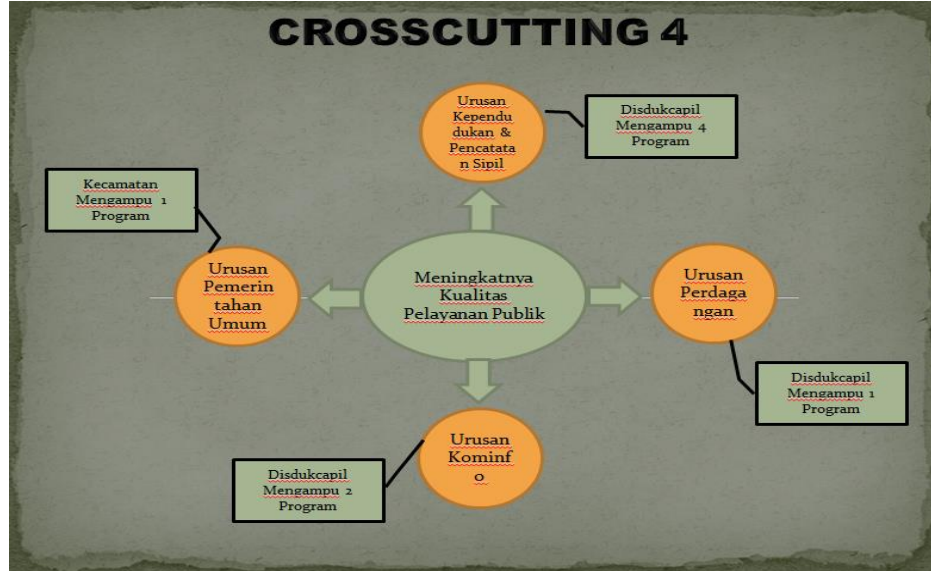 CROSSCUTTING 4
Urusan
Kependu
dukan &
Pencatata
n Sipil
Disdukcapil
Mengampu 4
Program
Kecamatan
Mengampu 1
Program
Urusan
Pemerin
tahan
Umum
Meningkatnya
Kualitas
Pelayanan Publik
Urusan
Perdaga
ngan
Disdukcapil
Mengampu 1
Program
Urusan
Kominf
o
Disdukcapil
Mengampu 2
Program